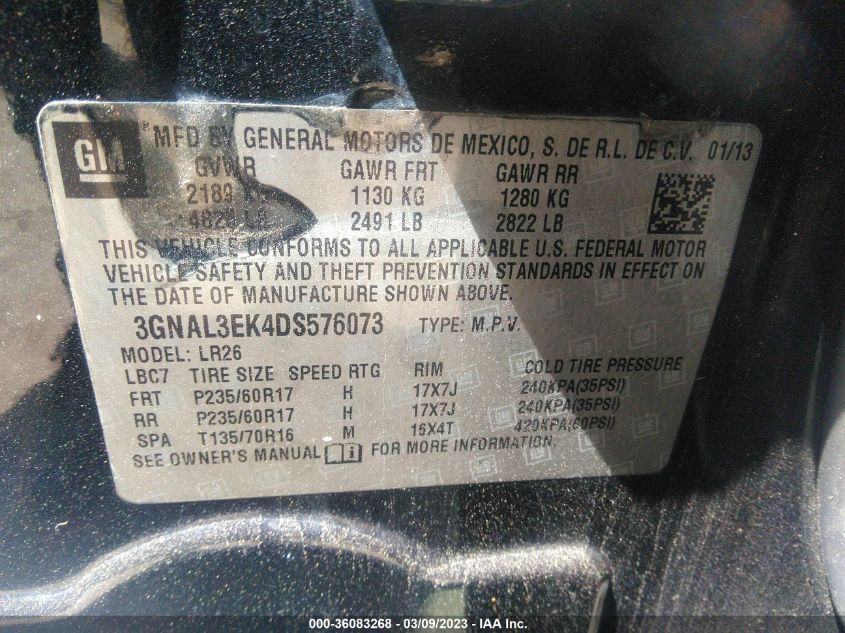 GM ® MFD BY GENERAL MOTORS DE MEXICO, S. DE R.L. DE C.V. 01/13
GVWR GAWR FRT GAWR RR
2189 KG 1130 KG 1280 KG
LB 2491 LB 2822 LB
THIS VEHICLE CONFORMS TO ALL APPLICABLE U.S. FEDERAL MOTOR
VEHICLE SAFETY AND THEFT PREVENTION STANDARDS IN EFFECT ON
THE DATE OF MANUFACTURE SHOWN ABOVE.
3GNAL3EK4DS576073 TYPE: M.P.V.
MODEL: LR26
LBC7 TIRE SIZE SPEED RTG RIM COLD TIRE PRESSURE
FRT P235/60R17 H 17X7J 240KPA(35PSI)
RR P235/60R17 H 17X7J 240KPA(35PSI)
SPA T135/70R16 M 16X4T 420KPA(60PSI)
SEE OWNER'S MANUAL i FOR MORE INFORMATION.
000-36083268 - 03/09/2023 - IAA Inc.